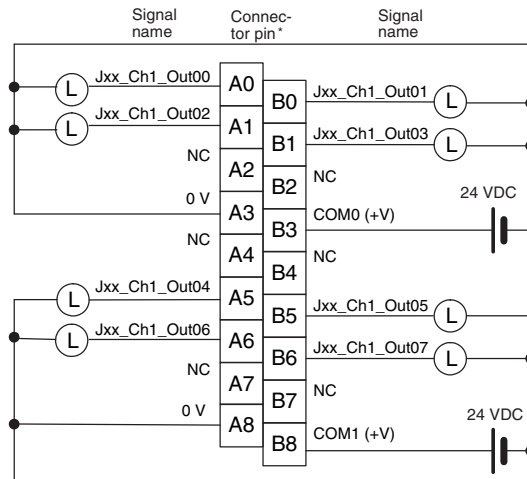 Signal name
Connec-tor pin*
Signal name
Jxx_Ch1_Out00
L
A0
B0
Jxx_Ch1_Out01
L
Jxx_Ch1_Out02
L
A1
B1
Jxx_Ch1_Out03
L
NC
A2
B2
NC
24 VDC
0 V
A3
B3
COM0 (+V)
NC
A4
B4
NC
Jxx_Ch1_Out04
L
A5
B5
Jxx_Ch1_Out05
L
Jxx_Ch1_Out06
L
A6
B6
Jxx_Ch1_Out07
L
NC
A7
B7
NC
24 VDC
0 V
A8
B8
COM1 (+V)